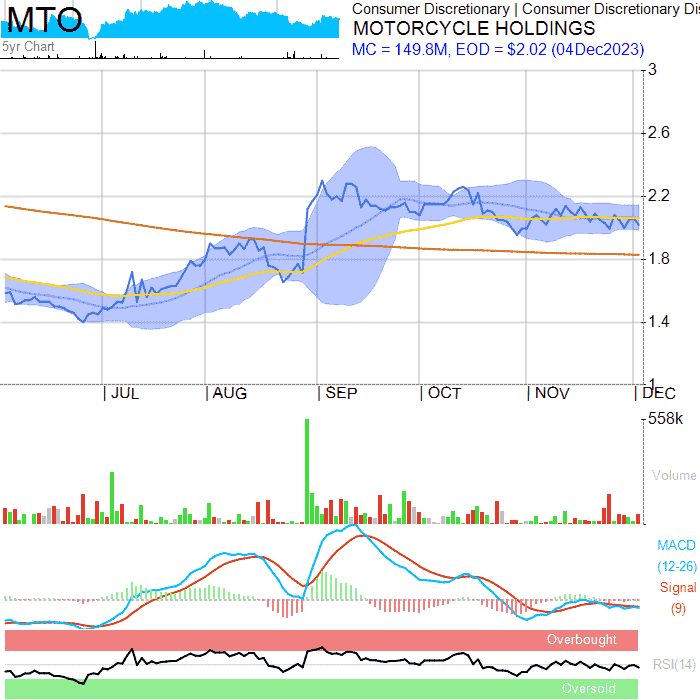 MTO
5yr Chart
Consumer Discretionary | Consumer Discretionary Dis
MOTORCYCLE HOLDINGS
MC = 149.8M, EOD = $2.02 (04Dec2023)
3
2.6
2.2
1.8
1.4
1
JUL AUG SEP OCT NOV DEC
558k
Volume
MACD
(12-26)
Signal
(9)
Overbought
RSI(14)
Oversold